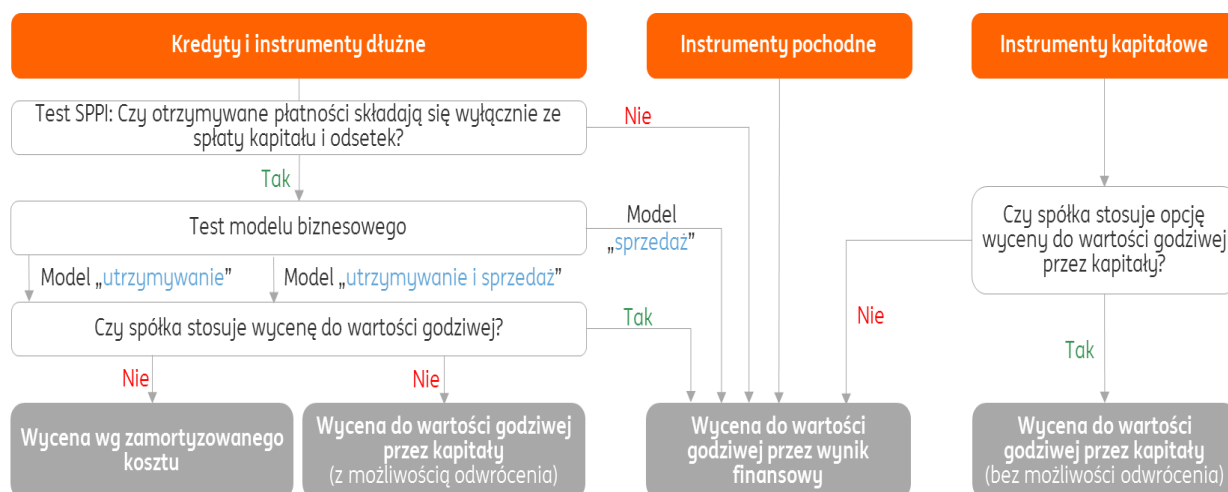 Kredyty i instrumenty dłużne
Instrumenty pochodne
Instrumenty kapitałowe
Test SPPI: Czy otrzymywane płatności składają się wyłącznie ze
spłaty kapitału i odsetek?
Nie
Tak
Test modelu biznesowego
Model
„sprzedaż”
Czy spółka stosuje opcję
wyceny do wartości godziwej
przez kapitały?
Model „utrzymywanie”
Model „utrzymywanie i sprzedaż”
Czy spółka stosuje wycenę do wartości godziwej?
Tak
Nie
Tak
Nie
Nie
Wycena wg zamortyzowanego
kosztu
Wycena do wartości godziwej
przez kapitały
(z możliwością odwrócenia)
Wycena do wartości
godziwej przez wynik
finansowy
Wycena do wartości
godziwej przez kapitały
(bez możliwości odwrócenia)